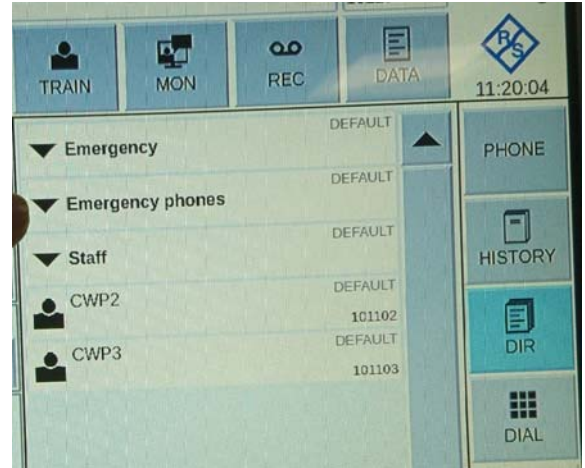 TRAIN
MON
REC
DATA
R
S
11:20:04
DEFAULT
Emergency
PHONE
DEFAULT
Emergency phones
DEFAULT
Staff
HISTORY
DEFAULT
CWP2
101102
DEFAULT
CWP3
101103
DIR
DIAL